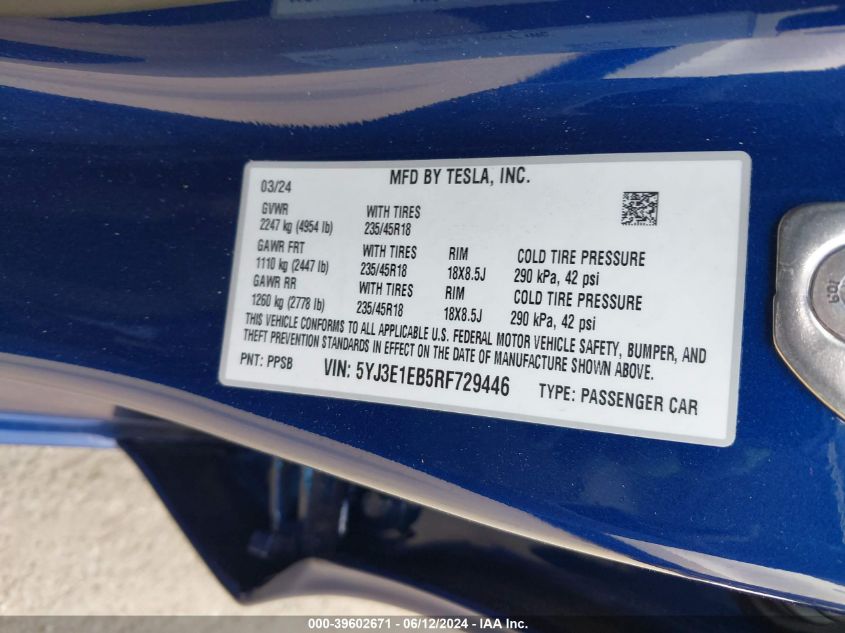 MFD BY TESLA, INC.
03/24
GVWR
2247 kg (4954 lb)
WITH TIRES
235/45R18
GAWR FRT
1110 kg (2447 lb)
WITH TIRES
235/45R18
RIM
18X8.5J
COLD TIRE PRESSURE
290 kPa, 42 psi
GAWR RR
1260 kg (2778 lb)
WITH TIRES
235/45R18
RIM
18X8.5J
COLD TIRE PRESSURE
290 kPa, 42 psi
THIS VEHICLE CONFORMS TO ALL APPLICABLE U.S. FEDERAL MOTOR VEHICLE SAFETY, BUMPER, AND
THEFT PREVENTION STANDARDS IN EFFECT ON THE DATE OF MANUFACTURE SHOWN ABOVE.
PNT: PPSB
VIN: 5YJ3E1EB5RF729446
TYPE: PASSENGER CAR
000-39602671 - 06/12/2024 - IAAI.com